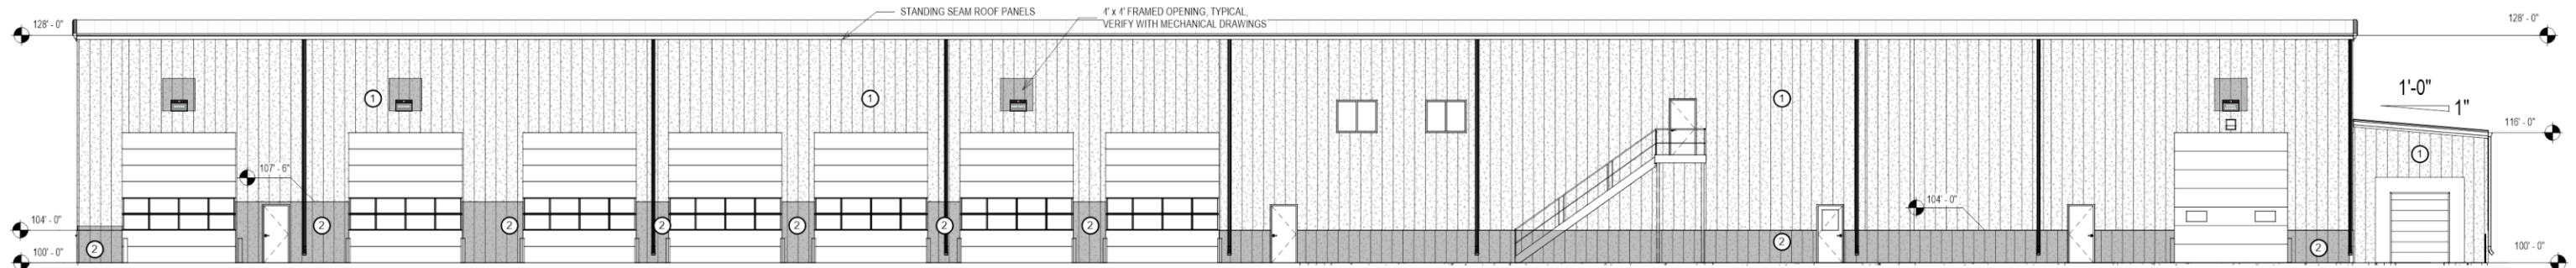 STANDING SEAM ROOF PANELS
4' x 4' FRAMED OPENING, TYPICAL,
VERIFY WITH MECHANICAL DRAWINGS
128' - 0"
128' - 0"
1'-0"
1"
1
1
1
116' - 0"
1
107' - 6"
104' - 0"
104' - 0"
2
2
2
2
2
2
2
2
2
100' - 0"
100' - 0"